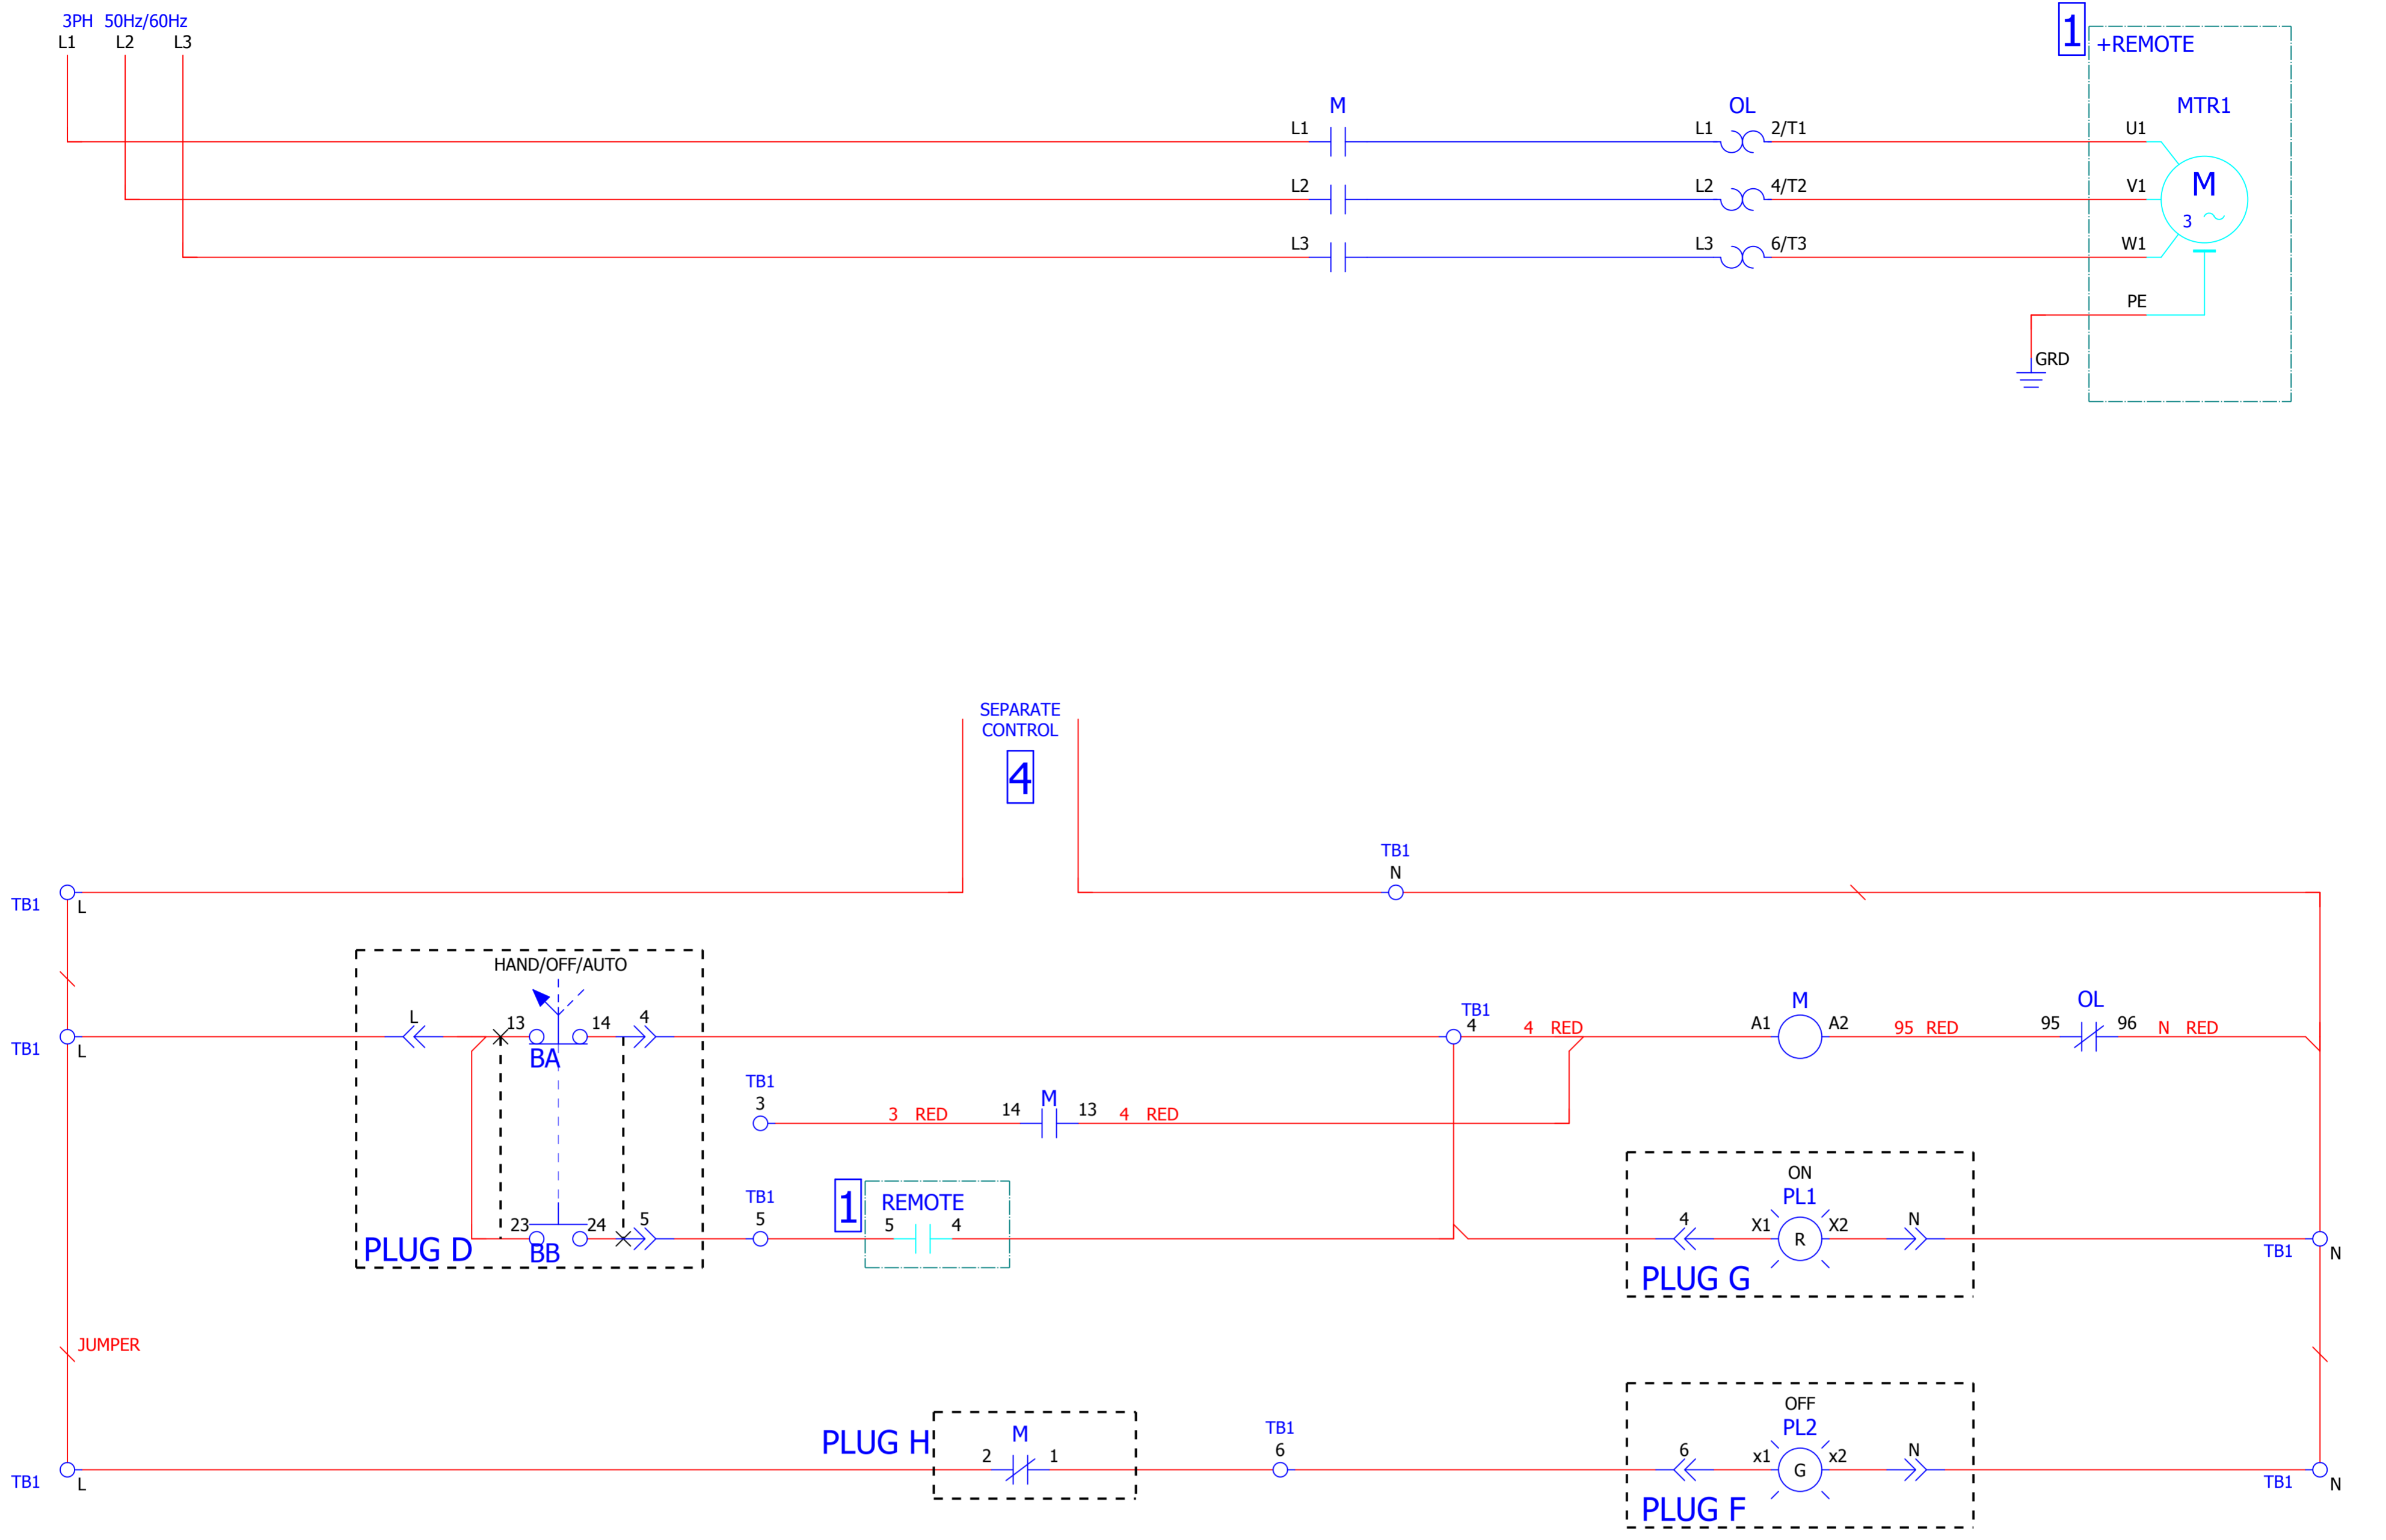 3PH 50Hz/60Hz
L1 L2 L3
1
+REMOTE
M
OL
MTR1
L1
L1 2/T1
U1
L2
L2 4/T2
V1
M
3
L3
L3 6/T3
W1
PE
GRD
SEPARATE
CONTROL
4
TB1
N
TB1 L
HAND/OFF/AUTO
L 13 14 4
BA
TB1 L
TB1
4
4 RED
M
A1 A2
95 RED
OL
95 96
N RED
TB1
3
3 RED
M
14 13
4 RED
PLUG D
23 24 5
BB
TB1
5
1
REMOTE
5 4
ON
PL1
4 X1 R X2 N
PLUG G
TB1 N
JUMPER
PLUG H
M
2 1
TB1
6
OFF
PL2
6 x1 G x2 N
PLUG F
TB1 L
TB1 N